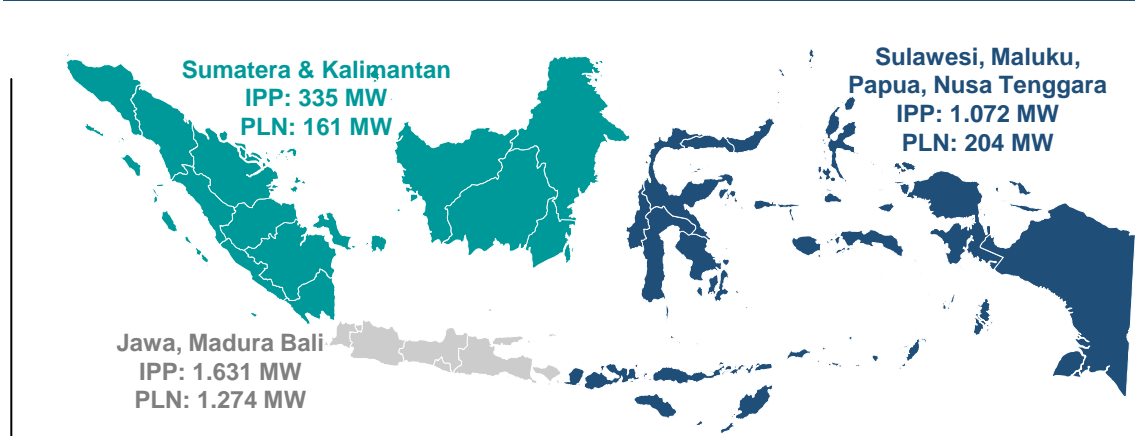 Sumatera & Kalimantan
IPP: 335 MW
PLN: 161 MW
Sulawesi, Maluku,
Papua, Nusa Tenggara
IPP: 1.072 MW
PLN: 204 MW
Jawa, Madura Bali
IPP: 1.631 MW
PLN: 1.274 MW